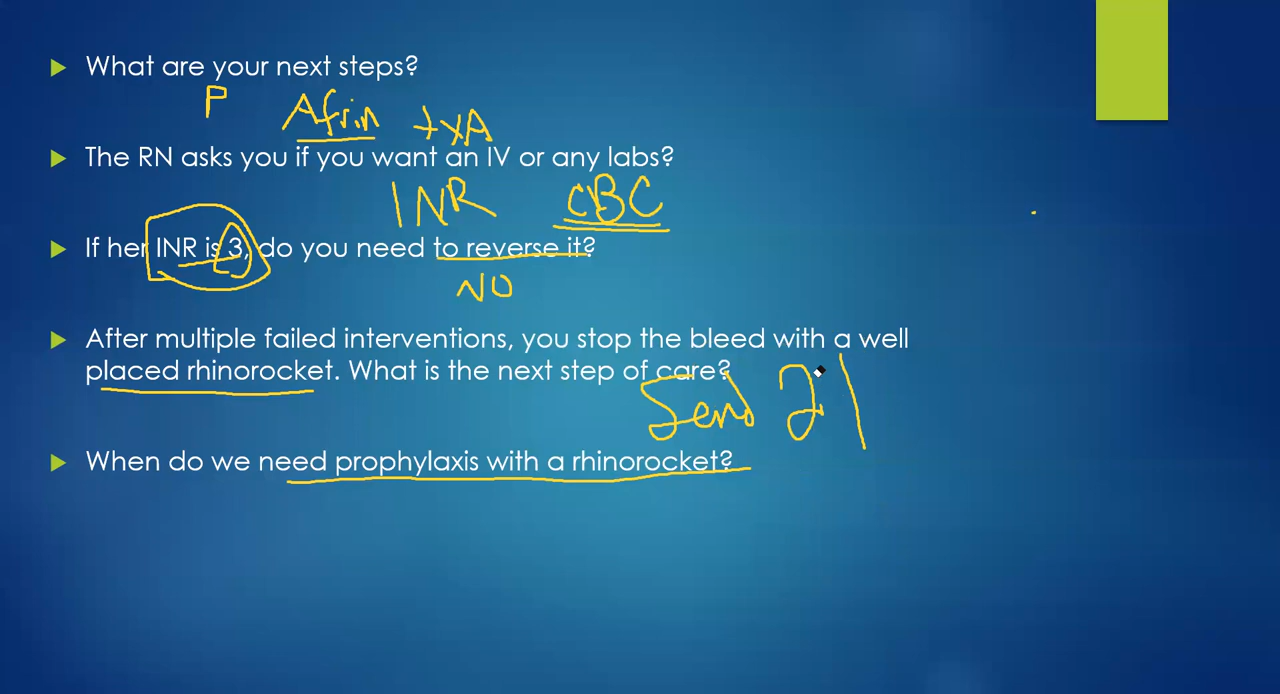 What are your next steps?
P Afrin txA
The RN asks you if you want an IV or any labs?
INR CBC
If her INR is 3, do you need to reverse it?
NO
After multiple failed interventions, you stop the bleed with a well
placed rhinorocket. What is the next step of care?
Send
When do we need prophylaxis with a rhinorocket?